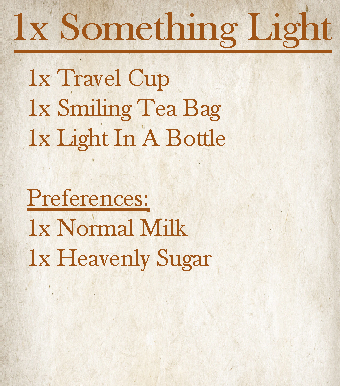 1x Something Light
1x Travel Cup
1x Smiling Tea Bag
1x Light In A Bottle
Preferences:
1x Normal Milk
1x Heavenly Sugar